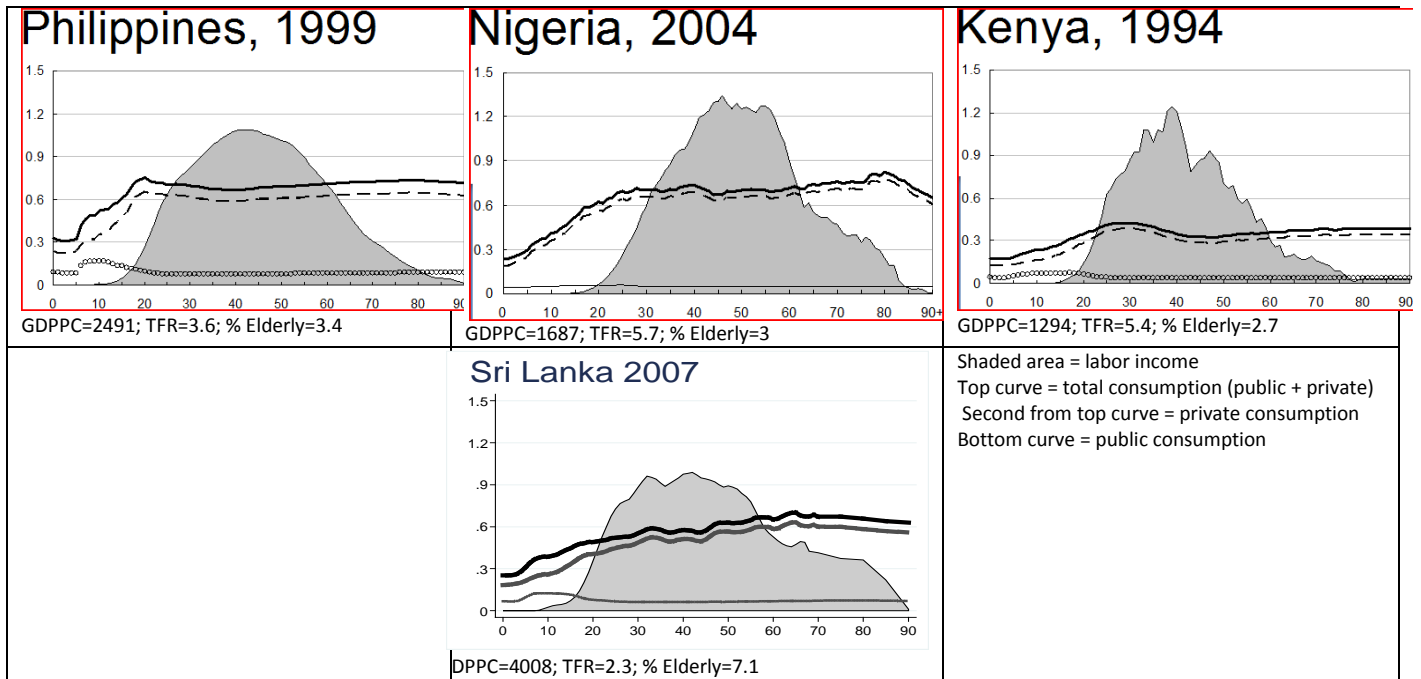 Philippines, 1999
1.5
1.2
0.9
0.6
0.3
0
0 10 20 30 40 50 60 70 80 90
GDPPC=2491; TFR=3.6; % Elderly=3.4
Nigeria, 2004
1.5
1.2
0.9
0.6
0.3
0
0 10 20 30 40 50 60 70 80 90+
GDPPC=1687; TFR=5.7; % Elderly=3
Kenya, 1994
1.5
1.2
0.9
0.6
0.3
0
0 10 20 30 40 50 60 70 80 90
GDPPC=1294; TFR=5.4; % Elderly=2.7
Sri Lanka 2007
1.5
1.2
.9
.6
.3
0
0 10 20 30 40 50 60 70 80 90
DPPC=4008; TFR=2.3; % Elderly=7.1
Shaded area = labor income
Top curve = total consumption (public + private)
Second from top curve = private consumption
Bottom curve = public consumption